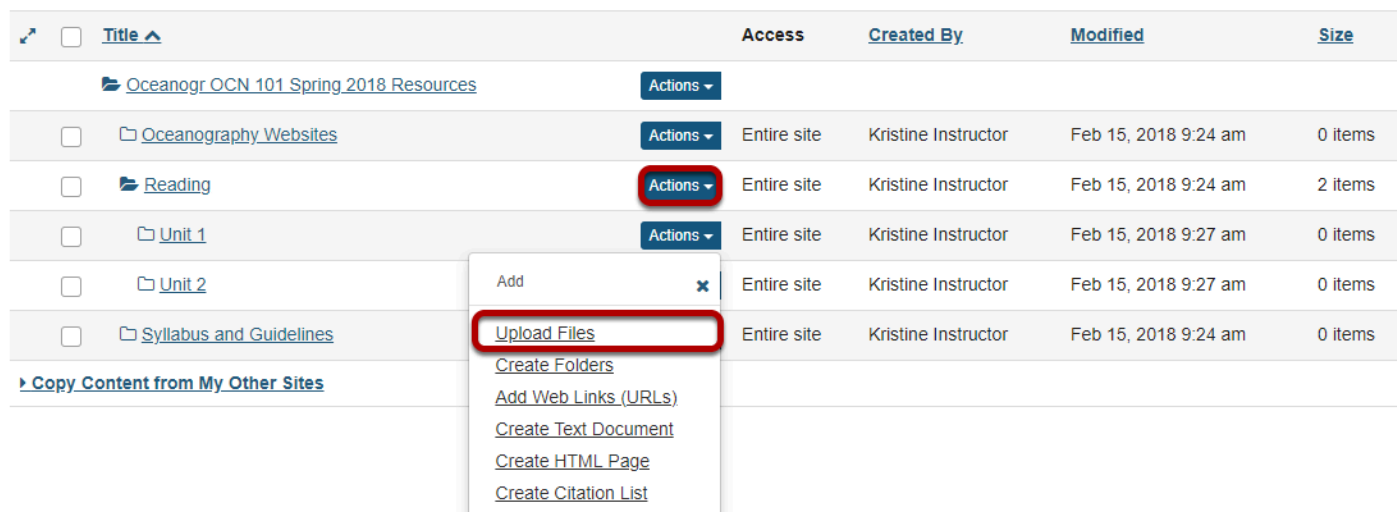 Title Access Created By Modified Size
Oceanogr OCN 101 Spring 2018 Resources Actions
Oceanography Websites Actions Entire site Kristine Instructor Feb 15, 2018 9:24 am 0 items
Reading Actions Entire site Kristine Instructor Feb 15, 2018 9:24 am 2 items
Unit 1 Actions Entire site Kristine Instructor Feb 15, 2018 9:27 am 0 items
Unit 2 Entire site Kristine Instructor Feb 15, 2018 9:27 am 0 items
Syllabus and Guidelines Entire site Kristine Instructor Feb 15, 2018 9:24 am 0 items
Copy Content from My Other Sites
Add
Upload Files
Create Folders
Add Web Links (URLs)
Create Text Document
Create HTML Page
Create Citation List